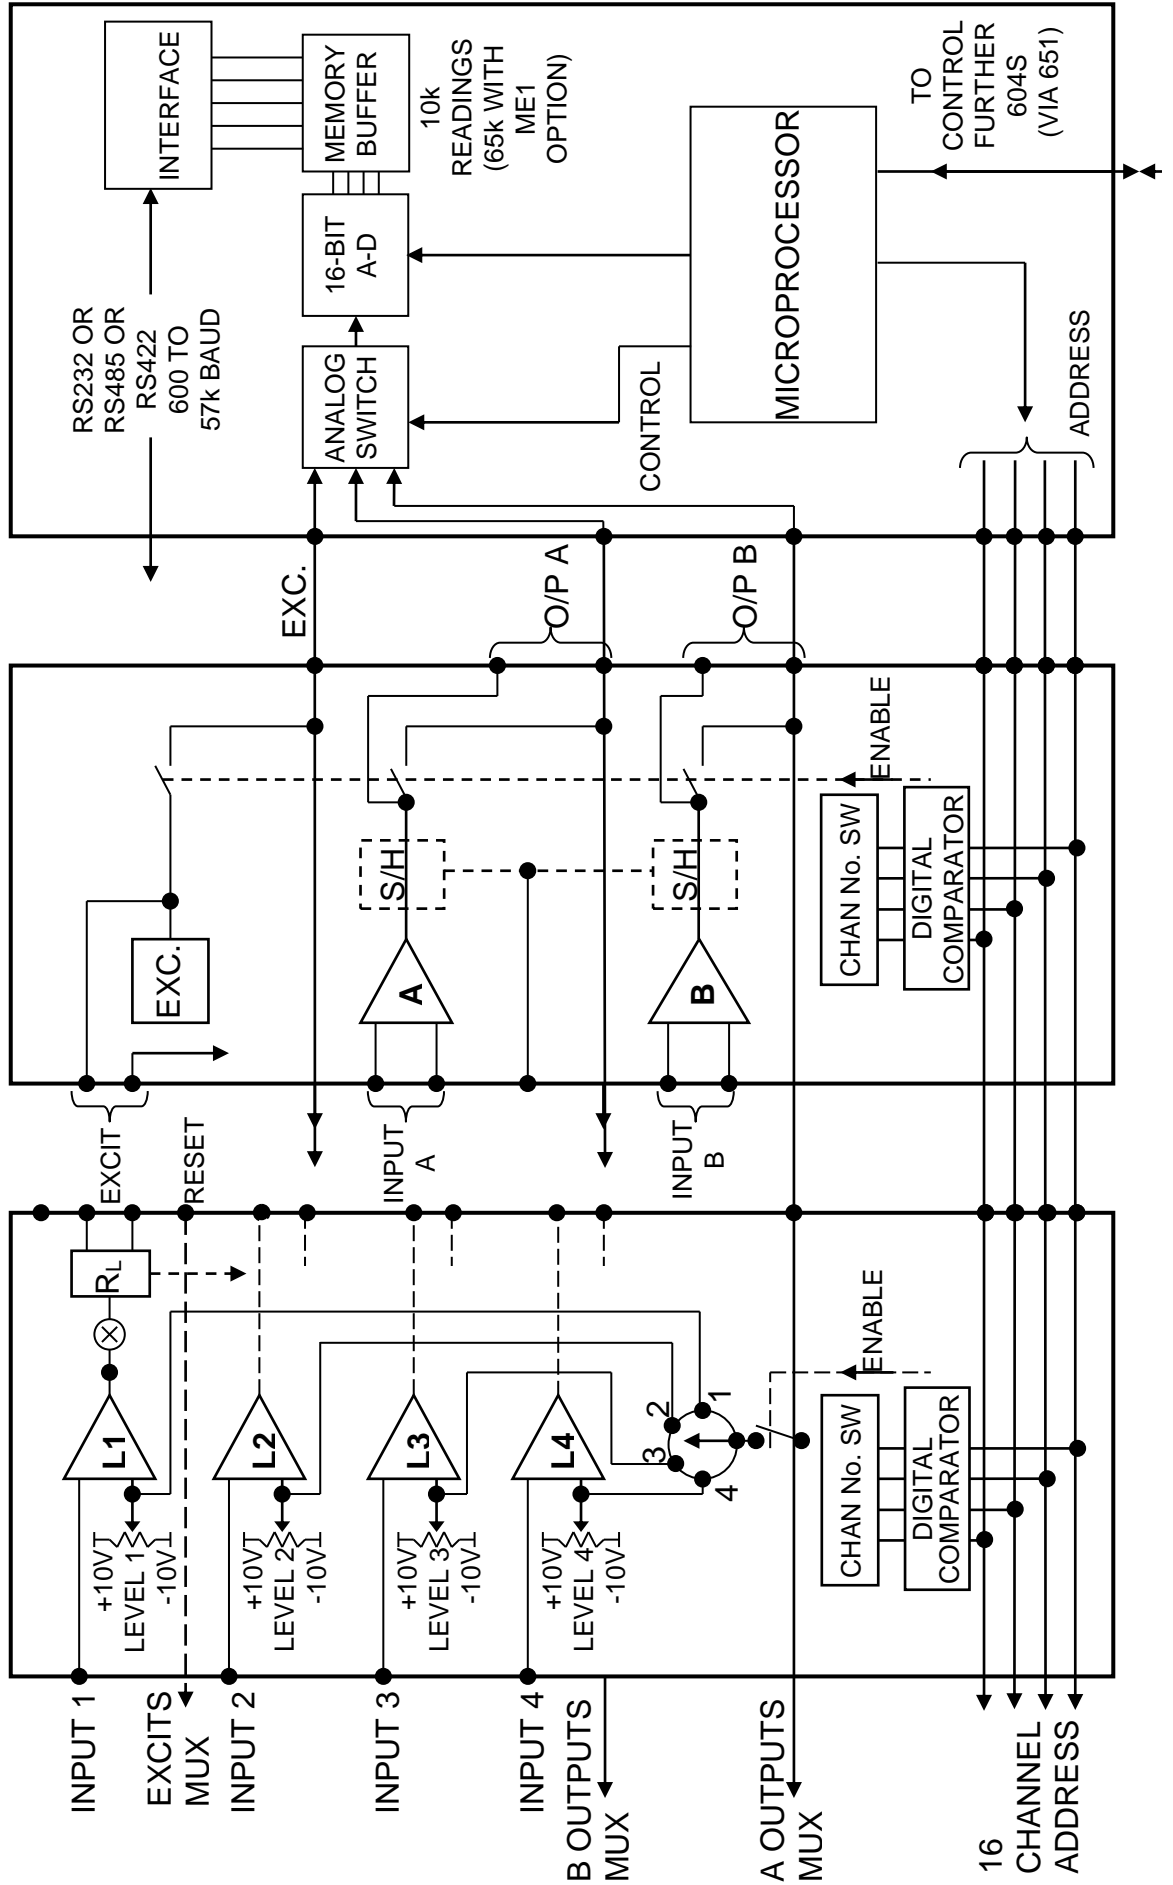 INTERFACE
MEMORY
BUFFER
10k
READINGS
(65k WITH
ME1
OPTION)
TO
CONTROL
FURTHER
604S
(VIA 651)
RS232 OR
RS485 OR
RS422
600 TO
57k BAUD
16-BIT
A-D
MICROPROCESSOR
ANALOG
SWITCH
CONTROL
ADDRESS
EXC.
O/P A
O/P B
ENABLE
S/H
S/H
CHAN No. SW
DIGITAL
COMPARATOR
EXC.
A
B
EXCIT
RESET
INPUT
A
INPUT
B
RL
ENABLE
L1
L2
L3
L4
1
2
3
4
CHAN No. SW
DIGITAL
COMPARATOR
+10V
LEVEL 1
-10V
+10V
LEVEL 2
-10V
+10V
LEVEL 3
-10V
+10V
LEVEL 4
-10V
INPUT 1
EXCITS
MUX
INPUT 2
INPUT 3
INPUT 4
B OUTPUTS
MUX
A OUTPUTS
MUX
16
CHANNEL
ADDRESS